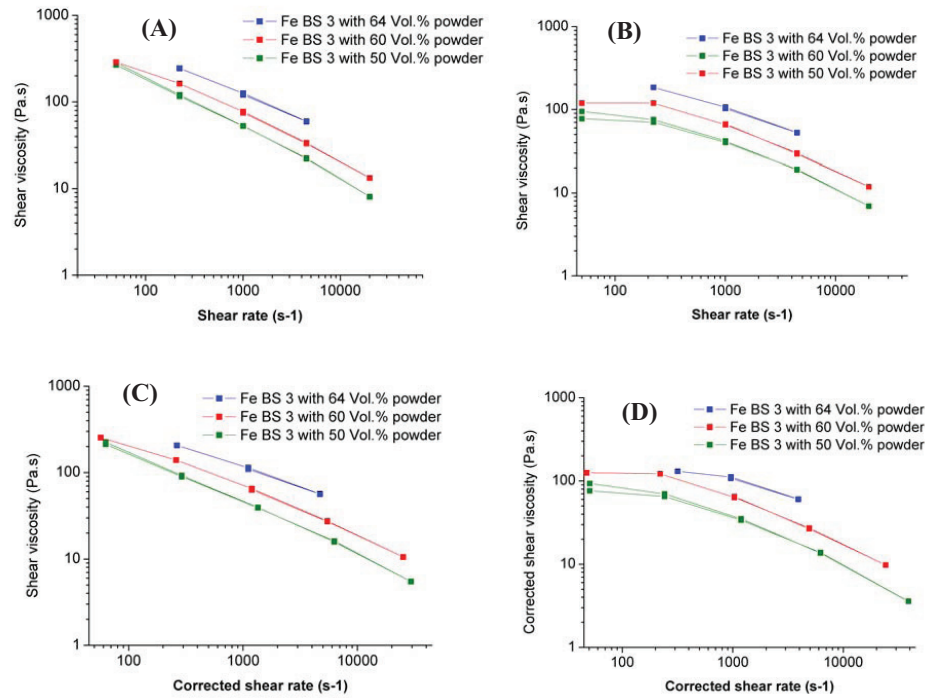 (A)
Fe BS 3 with 64 Vol.% powder
Fe BS 3 with 60 Vol.% powder
Fe BS 3 with 50 Vol.% powder
Shear viscosity (Pa.s)
1000
100
10
1
100
1000
10000
Shear rate (s-1)
(B)
Fe BS 3 with 64 Vol.% powder
Fe BS 3 with 60 Vol.% powder
Fe BS 3 with 50 Vol.% powder
Shear viscosity (Pa.s)
1000
100
10
1
100
1000
10000
Shear rate (s-1)
(C)
Fe BS 3 with 64 Vol.% powder
Fe BS 3 with 60 Vol.% powder
Fe BS 3 with 50 Vol.% powder
Shear viscosity (Pa.s)
1000
100
10
1
100
1000
10000
Corrected shear rate (s-1)
(D)
Fe BS 3 with 64 Vol.% powder
Fe BS 3 with 60 Vol.% powder
Fe BS 3 with 50 Vol.% powder
Corrected shear viscosity (Pa.s)
1000
100
10
1
100
1000
10000
Corrected shear rate (s-1)